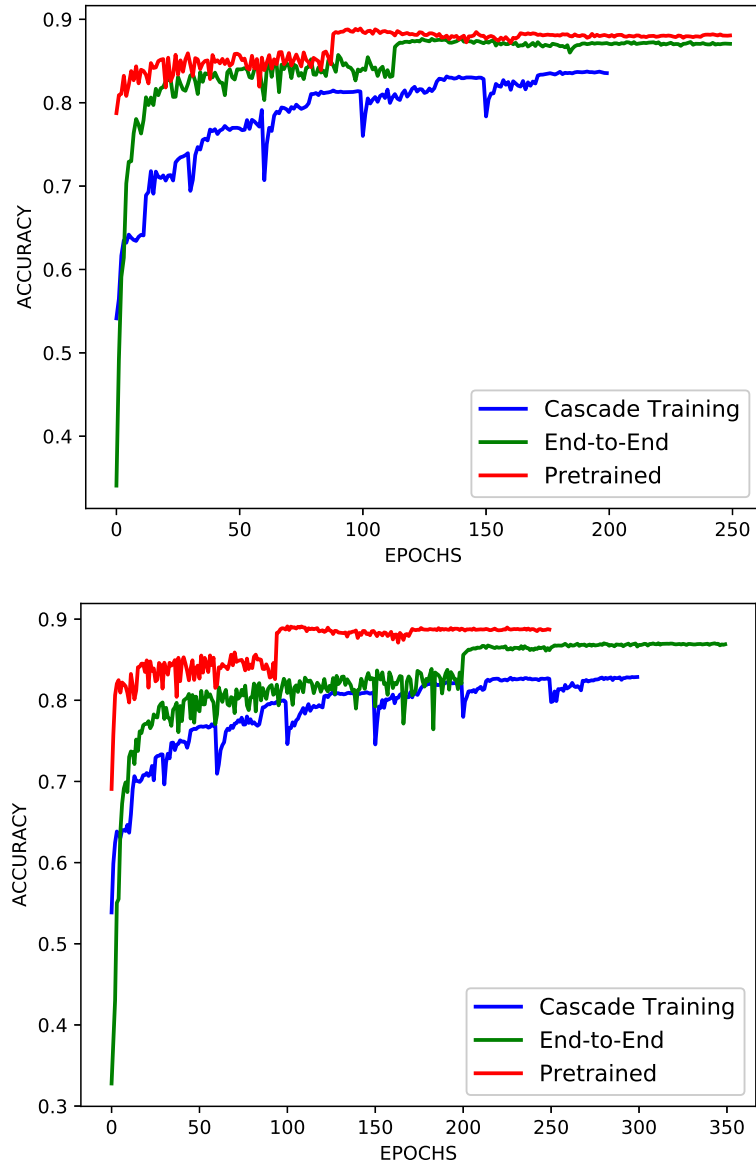 0.9
0.8
0.7
0.6
0.5
0.4
ACCURACY
0 50 100 150 200 250
EPOCHS
Cascade Training
End-to-End
Pretrained
0.9
0.8
0.7
0.6
0.5
0.4
0.3
ACCURACY
0 50 100 150 200 250 300 350
EPOCHS
Cascade Training
End-to-End
Pretrained